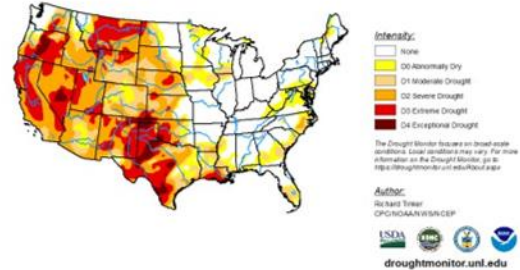 Intensity:
None
D0 Abnormally Dry
D1 Moderate Drought
D2 Severe Drought
D3 Extreme Drought
D4 Exceptional Drought
The Drought Monitor focuses on broad-scale
conditions. Local conditions may vary. For more
information on the Drought Monitor, go to
https://droughtmonitor.unl.edu/About.aspx
Author:
Richard Tinker
CPC/NOAA/NWS/NCEP
USDA
droughtmonitor.unl.edu